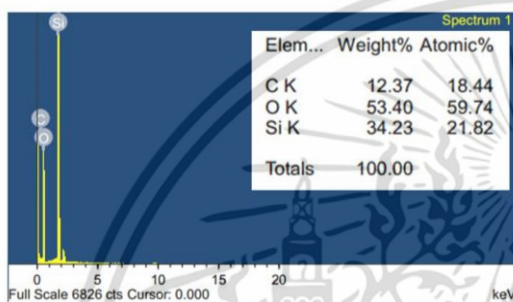 Spectrum 1
Elem... Weight% Atomic%
C K 12.37 18.44
O K 53.40 59.74
Si K 34.23 21.82
Totals 100.00
Si
C
O
0 5 10 15 20
Full Scale 6826 cts Cursor: 0.000 keV